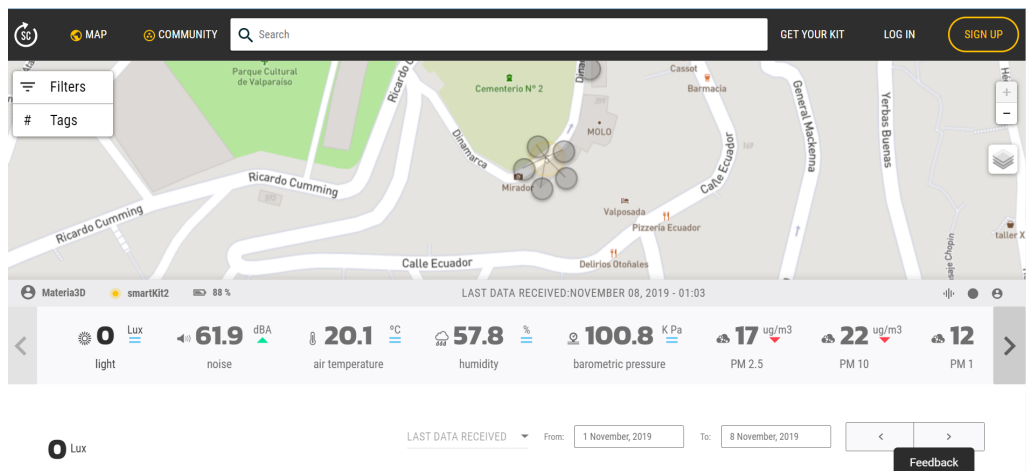 SC MAP COMMUNITY Search GET YOUR KIT LOG IN SIGN UP
Filters
# Tags
Parque Cultural
de Valparaíso
Ricardo
Cementerio N° 2
Cassot
Barmacia
General Mackenna
Yerbas Buenas
+
−
MOLO
Dinamarca
Mirador
Calle Ecuador
Ricardo Cumming
Ricardo Cumming
Valposada
Pizzería Ecuador
taller X
Calle Ecuador
Delirios Otoñales
Materia3D smartKit2 88 % LAST DATA RECEIVED:NOVEMBER 08, 2019 - 01:03
0 Lux 61.9 dBA 20.1 ºC 57.8 % 100.8 K Pa 17 ug/m3 22 ug/m3 12
light noise air temperature humidity barometric pressure PM 2.5 PM 10 PM 1
0 Lux LAST DATA RECEIVED From: 1 November, 2019 To: 8 November, 2019
Feedback